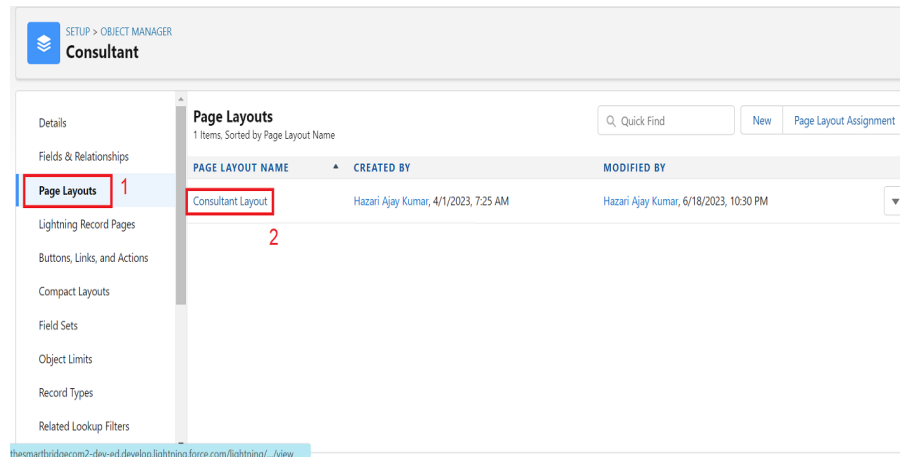 SETUP > OBJECT MANAGER
Consultant
Details
Fields & Relationships
Page Layouts 1
Lightning Record Pages
Buttons, Links, and Actions
Compact Layouts
Field Sets
Object Limits
Record Types
Related Lookup Filters
Page Layouts
1 Items, Sorted by Page Layout Name
Quick Find
New
Page Layout Assignment
PAGE LAYOUT NAME CREATED BY MODIFIED BY
Consultant Layout Hazari Ajay Kumar, 4/1/2023, 7:25 AM Hazari Ajay Kumar, 6/18/2023, 10:30 PM
2
thesmartbridgecom2-dev-ed.develop.lightning.force.com/lightning/.../view